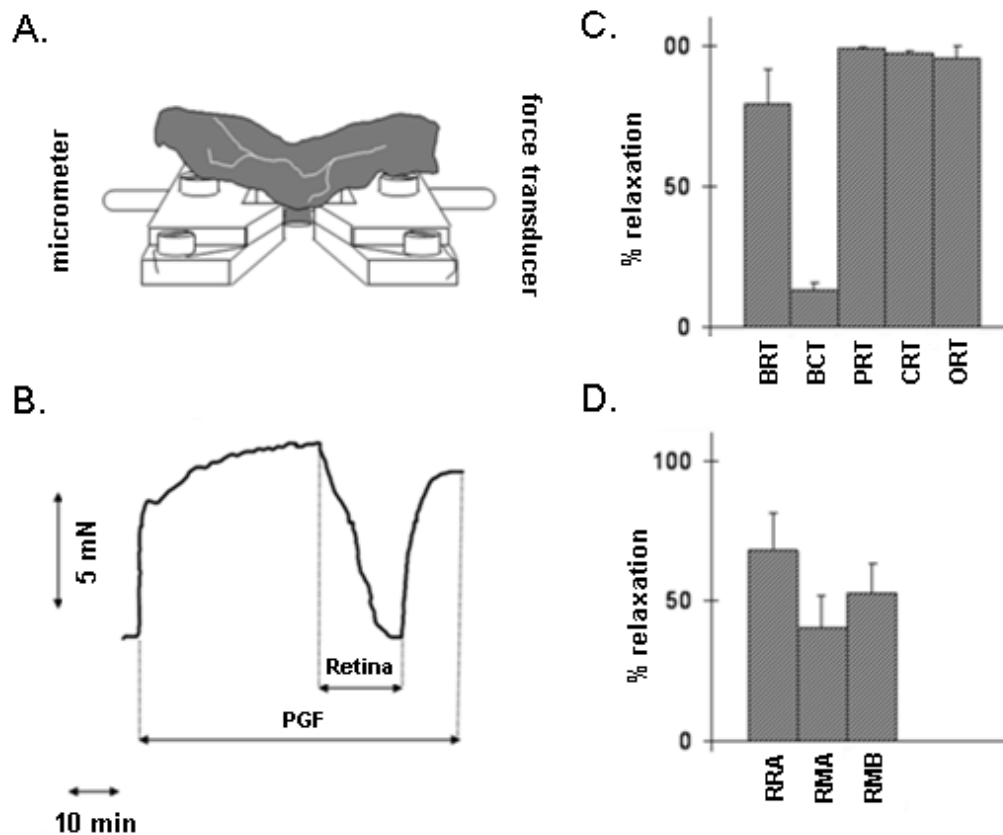 A.
micrometer
force transducer
B.
5 mN
Retina
PGF
10 min
C.
% relaxation
00
50
0
BRT
BCT
PRT
CRT
ORT
D.
% relaxation
100
50
0
RRA
RMA
RMB